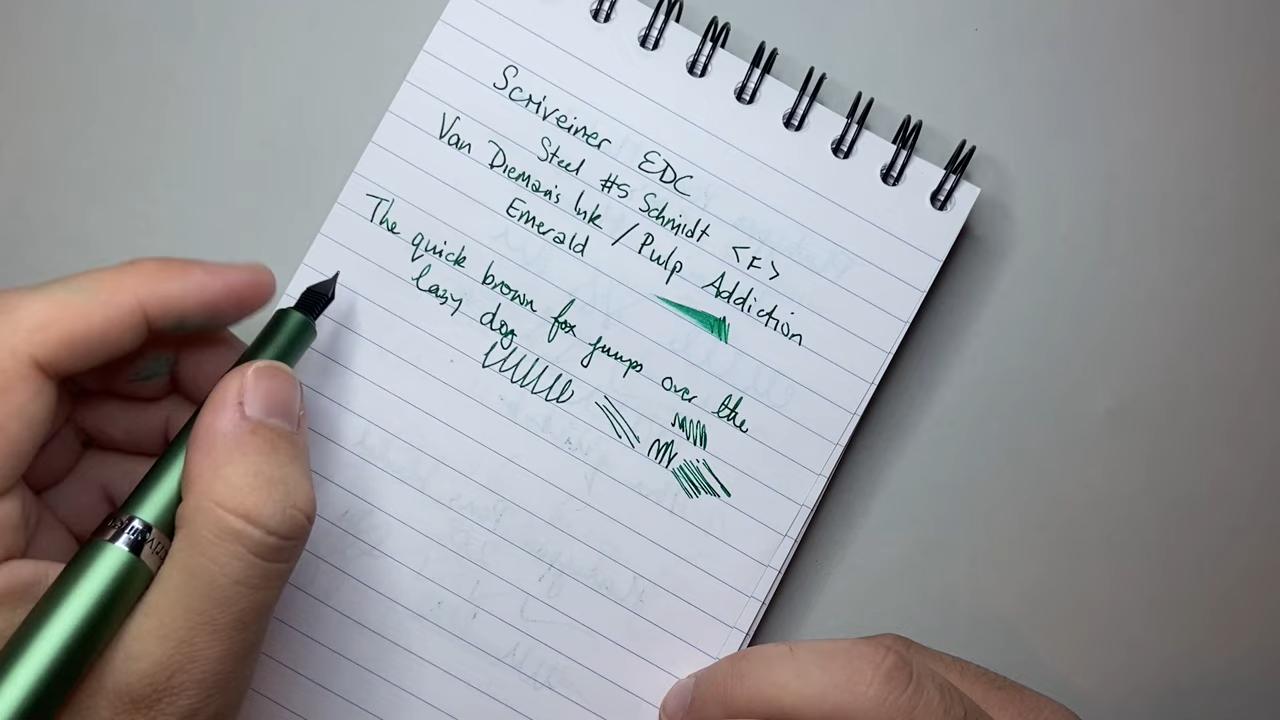 Scriveiner EDC
Steel #5 Schmidt <F>
Van Dieman's Ink / Pulp Addiction
Emerald
The quick brown fox jumps over the
lazy dog